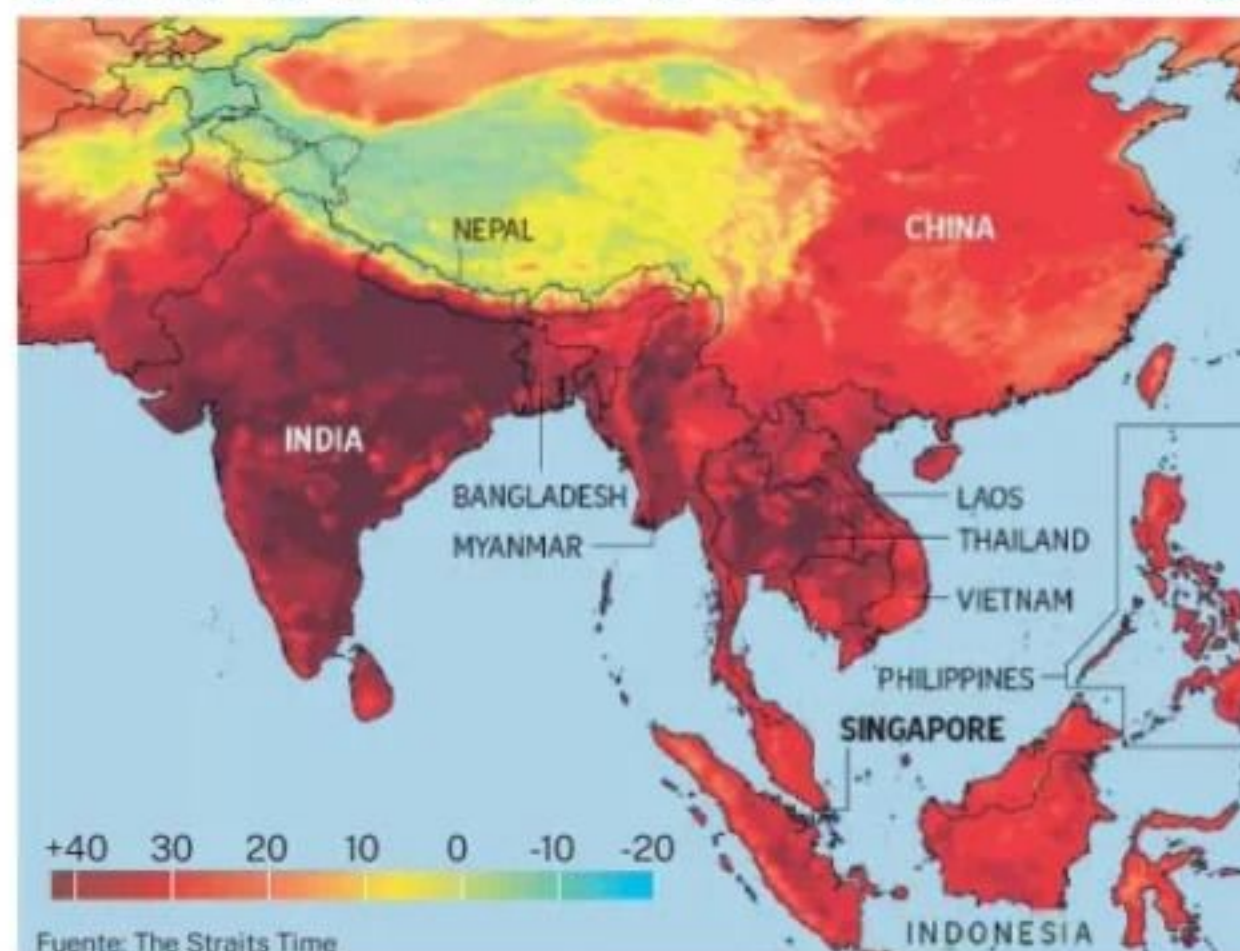 NEPAL
CHINA
INDIA
BANGLADESH
LAOS
MYANMAR
THAILAND
VIETNAM
PHILIPPINES
SINGAPORE
+40 30 20 10 0 -10 -20
INDONESIA
Fuente: The Straits Time